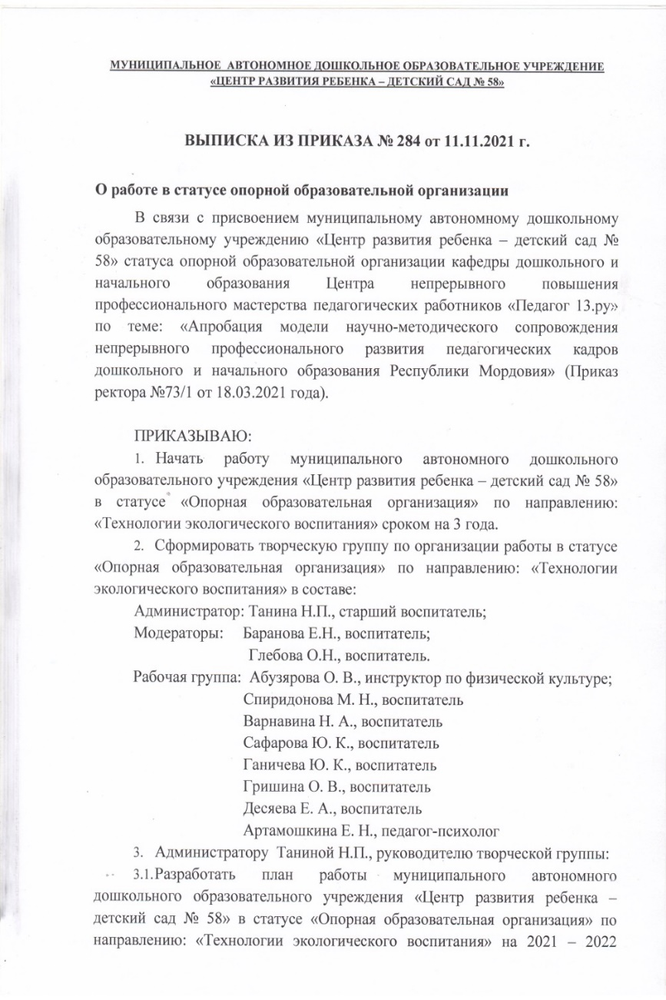 МУНИЦИПАЛЬНОЕ АВТОНОМНОЕ ДОШКОЛЬНОЕ ОБРАЗОВАТЕЛЬНОЕ УЧРЕЖДЕНИЕ
«ЦЕНТР РАЗВИТИЯ РЕБЕНКА – ДЕТСКИЙ САД № 58»
ВЫПИСКА ИЗ ПРИКАЗА № 284 от 11.11.2021 г.
О работе в статусе опорной образовательной организации
В связи с присвоением муниципальному автономному дошкольному
образовательному учреждению «Центр развития ребенка – детский сад №
58» статуса опорной образовательной организации кафедры дошкольного и
начального образования Центра непрерывного повышения
профессионального мастерства педагогических работников «Педагог 13.ру»
по теме: «Апробация модели научно-методического сопровождения
непрерывного профессионального развития педагогических кадров
дошкольного и начального образования Республики Мордовия» (Приказ
ректора №73/1 от 18.03.2021 года).
ПРИКАЗЫВАЮ:
1. Начать работу муниципального автономного дошкольного
образовательного учреждения «Центр развития ребенка – детский сад № 58»
в статусе «Опорная образовательная организация» по направлению:
«Технологии экологического воспитания» сроком на 3 года.
2. Сформировать творческую группу по организации работы в статусе
«Опорная образовательная организация» по направлению: «Технологии
экологического воспитания» в составе:
Администратор: Танина Н.П., старший воспитатель;
Модераторы: Баранова Е.Н., воспитатель;
Глебова О.Н., воспитатель.
Рабочая группа: Абузярова О. В., инструктор по физической культуре;
Спиридонова М. Н., воспитатель
Варнавина Н. А., воспитатель
Сафарова Ю. К., воспитатель
Ганичева Ю. К., воспитатель
Гришина О. В., воспитатель
Десяева Е. А., воспитатель
Артамошкина Е. Н., педагог-психолог
3. Администратору Таниной Н.П., руководителю творческой группы:
3.1.Разработать план работы муниципального автономного
дошкольного образовательного учреждения «Центр развития ребенка –
детский сад № 58» в статусе «Опорная образовательная организация» по
направлению: «Технологии экологического воспитания» на 2021 – 2022